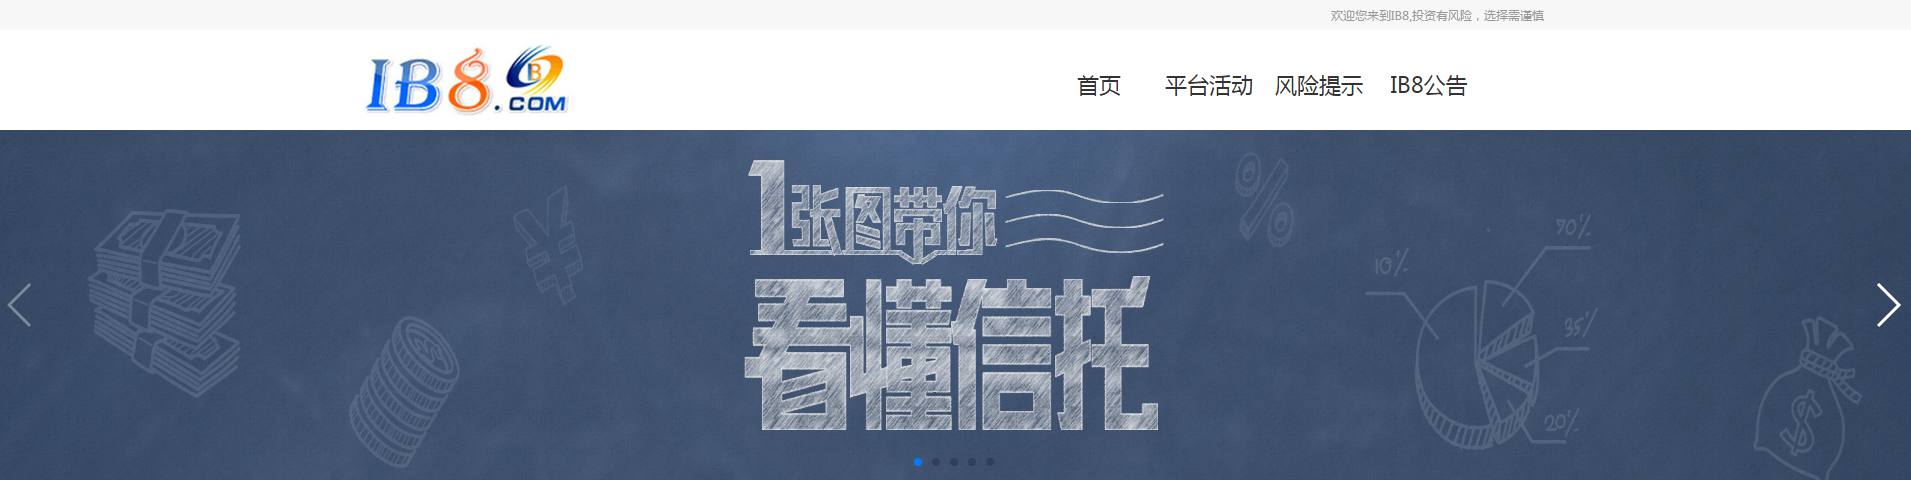 欢迎您来到IB8,投资有风险，选择需谨慎
IB8.COM
B
首页 平台活动 风险提示 IB8公告
1张图带你
看懂信托
%
¥
70%
10%
35%
20%
$